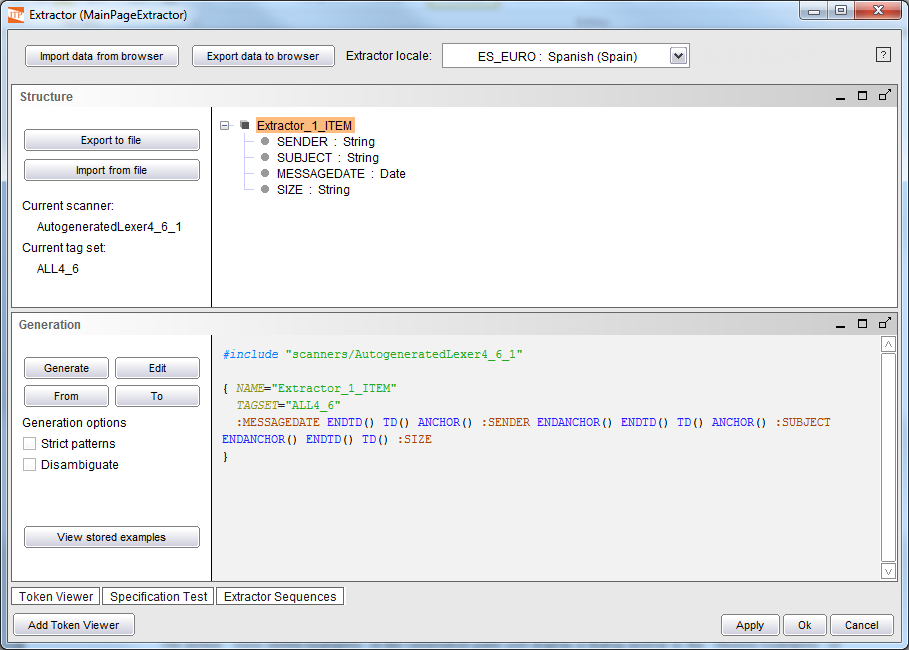 Extractor (MainPageExtractor)
Import data from browser
Export data to browser
Extractor locale:
ES_EURO : Spanish (Spain)
?
Structure
Export to file
Import from file
Current scanner:
AutogeneratedLexer4_6_1
Current tag set:
ALL4_6
Extractor_1_ITEM
SENDER : String
SUBJECT : String
MESSAGEDATE : Date
SIZE : String
Generation
Generate
Edit
From
To
Generation options
Strict patterns
Disambiguate
View stored examples
#include "scanners/AutogeneratedLexer4_6_1"
{ NAME="Extractor_1_ITEM"
TAGSET="ALL4_6"
:MESSAGEDATE ENDTD() TD() ANCHOR() :SENDER ENDANCHOR() ENDTD() TD() ANCHOR() :SUBJECT
ENDANCHOR() ENDTD() TD() :SIZE
}
Token Viewer
Specification Test
Extractor Sequences
Add Token Viewer
Apply
Ok
Cancel